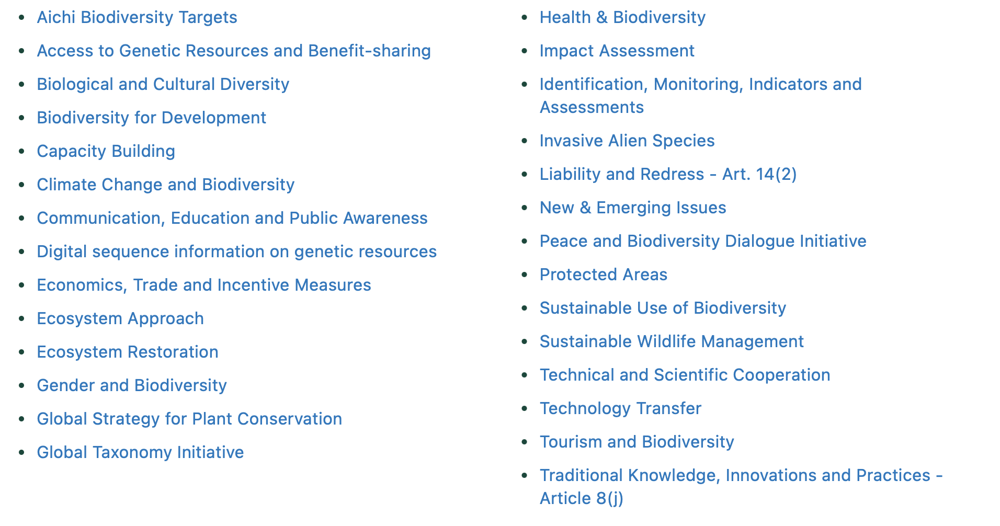 Aichi Biodiversity Targets
Access to Genetic Resources and Benefit-sharing
Biological and Cultural Diversity
Biodiversity for Development
Capacity Building
Climate Change and Biodiversity
Communication, Education and Public Awareness
Digital sequence information on genetic resources
Economics, Trade and Incentive Measures
Ecosystem Approach
Ecosystem Restoration
Gender and Biodiversity
Global Strategy for Plant Conservation
Global Taxonomy Initiative
Health & Biodiversity
Impact Assessment
Identification, Monitoring, Indicators and
Assessments
Invasive Alien Species
Liability and Redress - Art. 14(2)
New & Emerging Issues
Peace and Biodiversity Dialogue Initiative
Protected Areas
Sustainable Use of Biodiversity
Sustainable Wildlife Management
Technical and Scientific Cooperation
Technology Transfer
Tourism and Biodiversity
Traditional Knowledge, Innovations and Practices -
Article 8(j)